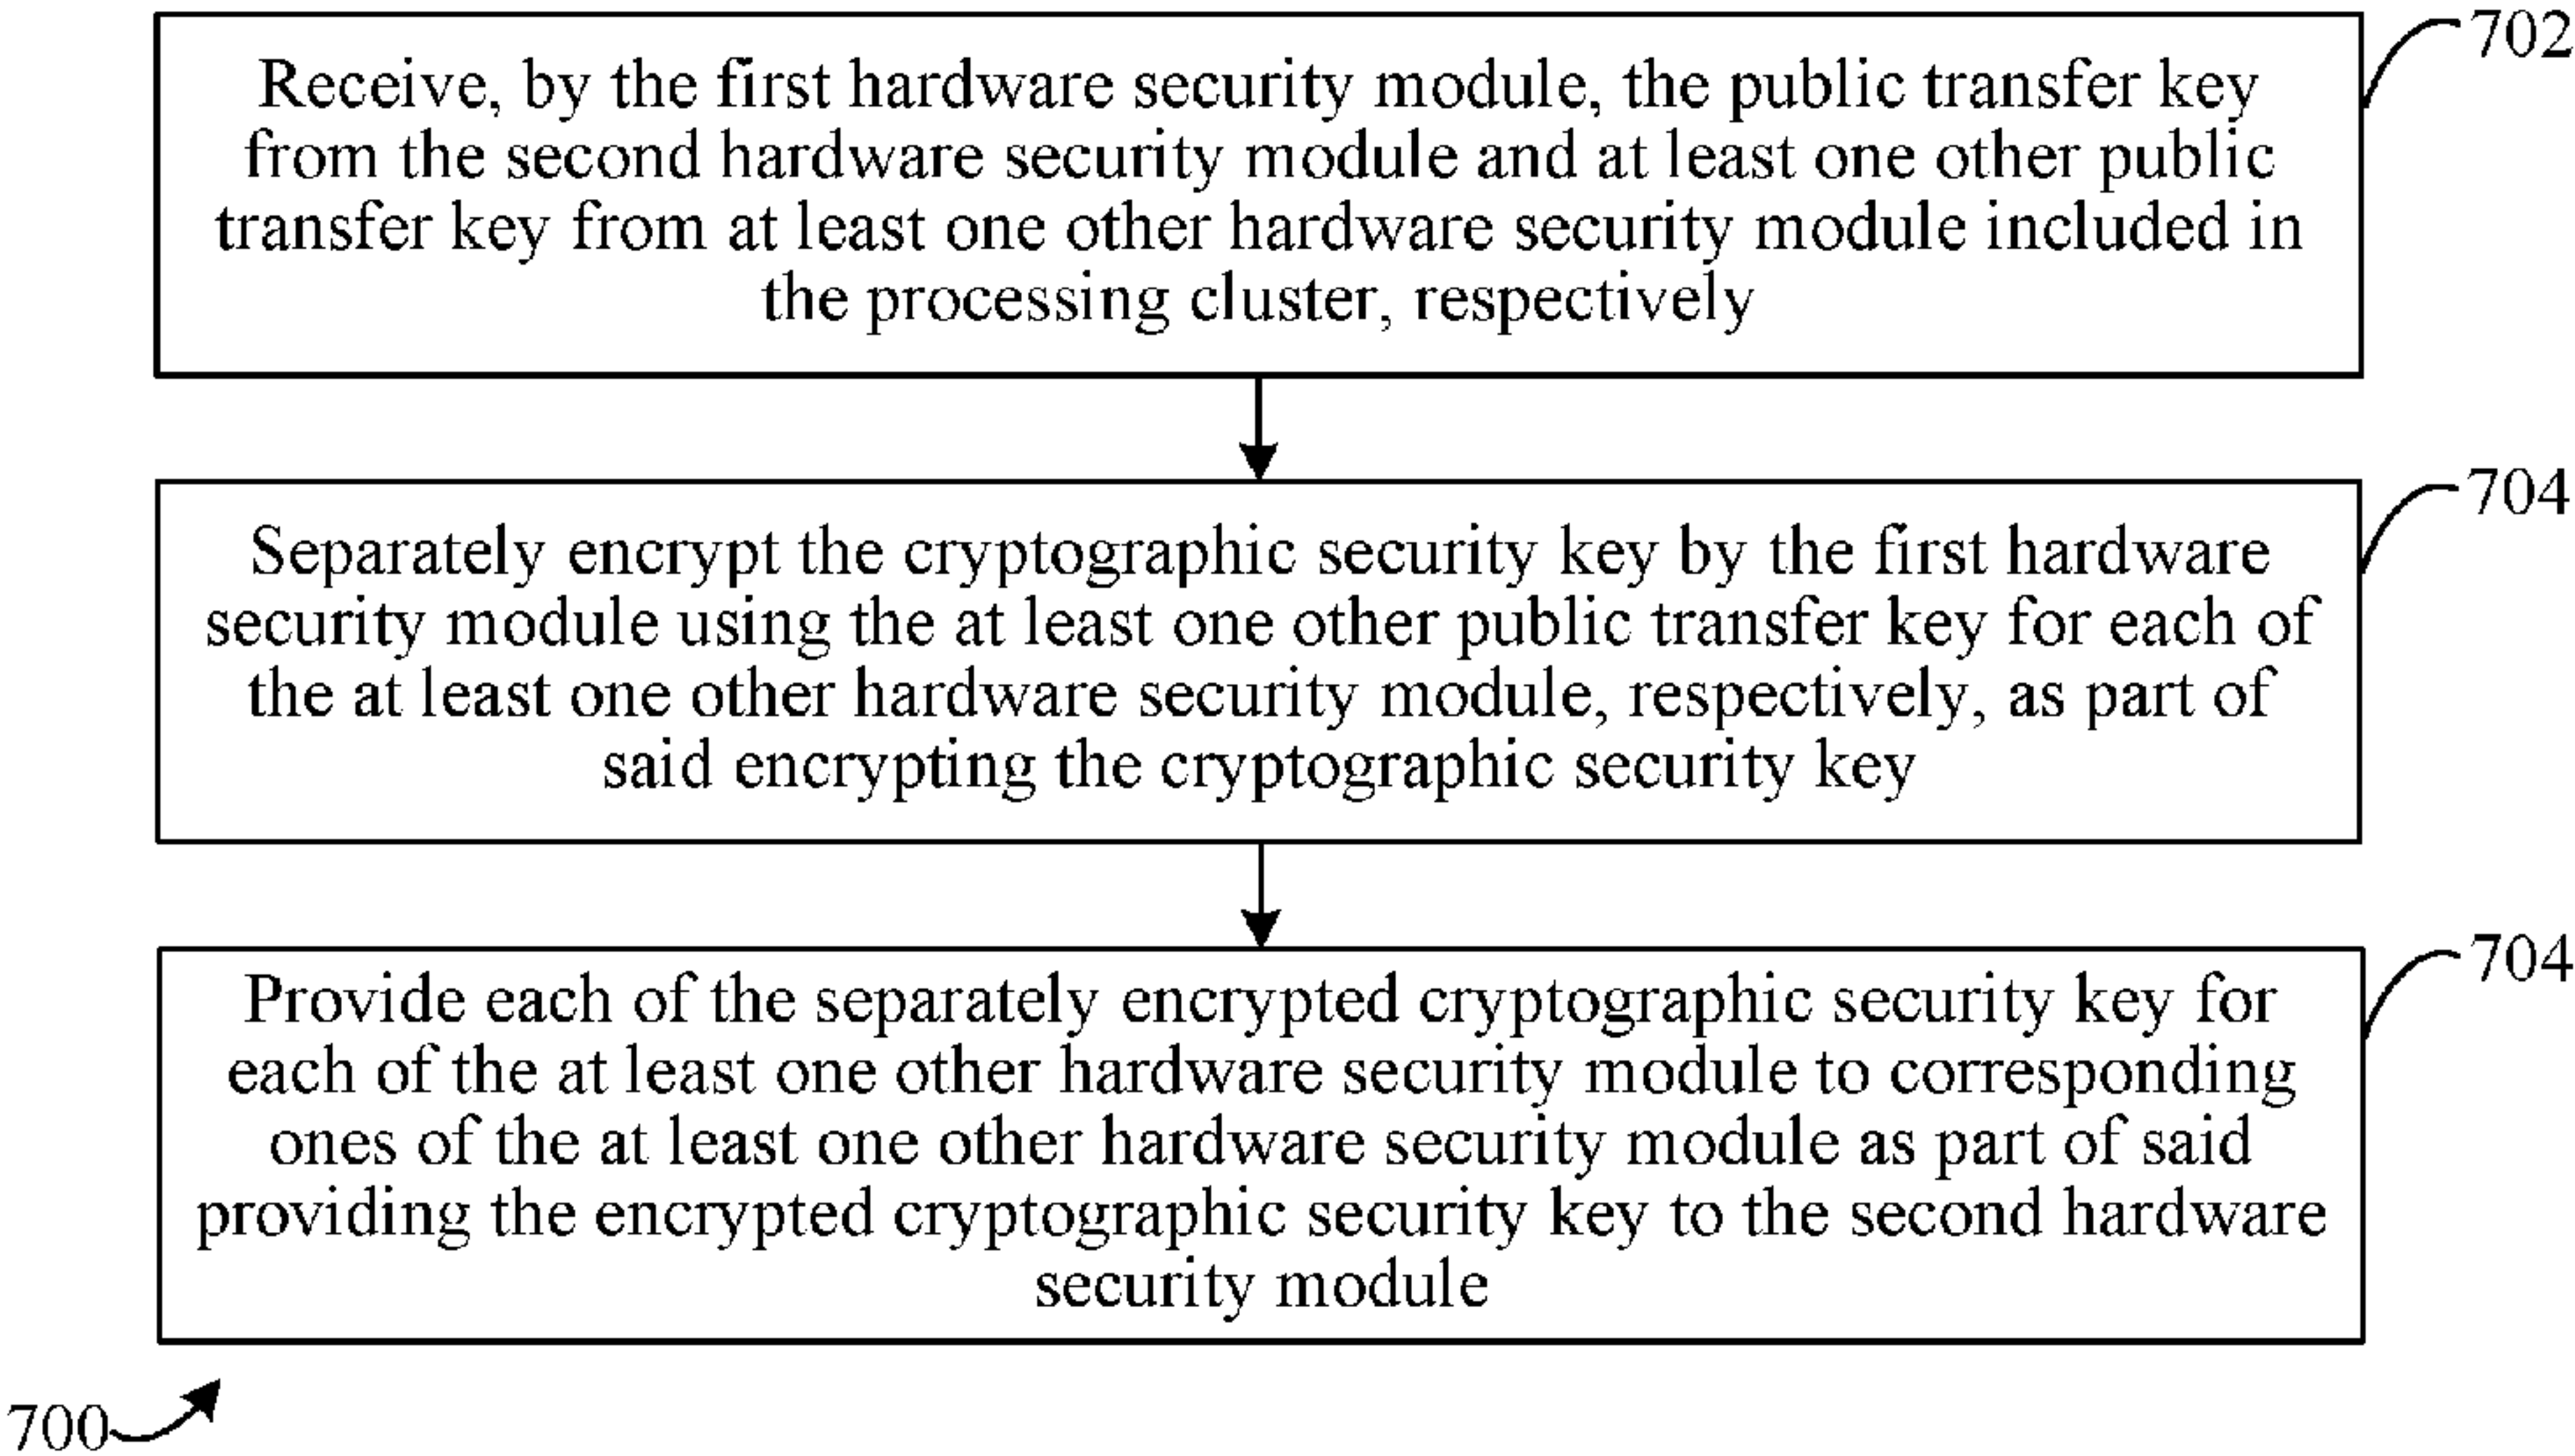 702
Receive, by the first hardware security module, the public transfer key
from the second hardware security module and at least one other public
transfer key from at least one other hardware security module included in
the processing cluster, respectively
704
Separately encrypt the cryptographic security key by the first hardware
security module using the at least one other public transfer key for each of
the at least one other hardware security module, respectively, as part of
said encrypting the cryptographic security key
704
Provide each of the separately encrypted cryptographic security key for
each of the at least one other hardware security module to corresponding
ones of the at least one other hardware security module as part of said
providing the encrypted cryptographic security key to the second hardware
security module
700